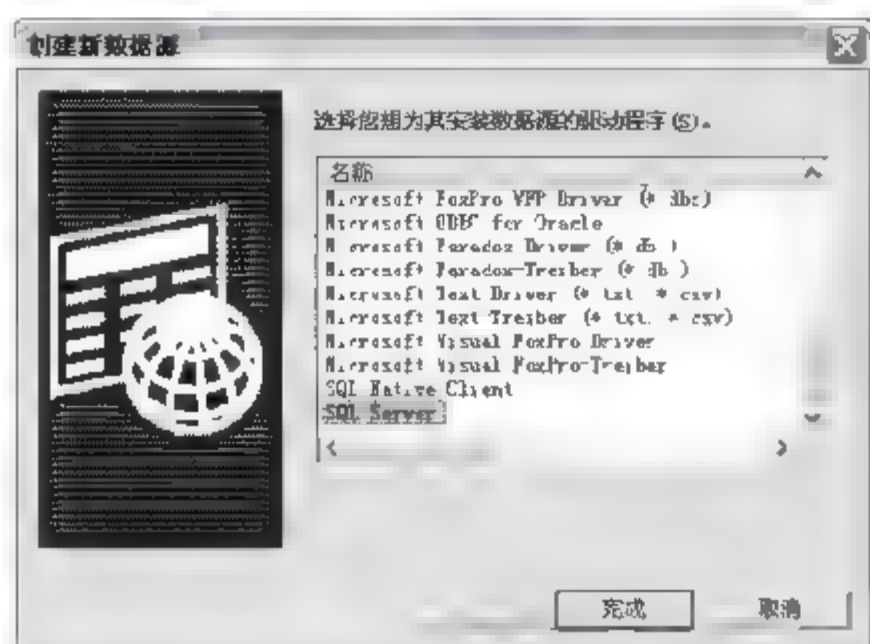 创建新数据源
选择您想为其安装数据源的驱动程序(S)。
名称
Microsoft FoxPro VFP Driver (*.dbc)
Microsoft ODBC for Oracle
Microsoft Paradox Driver (*.db )
Microsoft Paradox-Treiber (*.db )
Microsoft Text Driver (*.txt; *.csv)
Microsoft Text-Treiber (*.txt; *.csv)
Microsoft Visual FoxPro Driver
Microsoft Visual FoxPro-Treiber
SQL Native Client
SQL Server
完成
取消